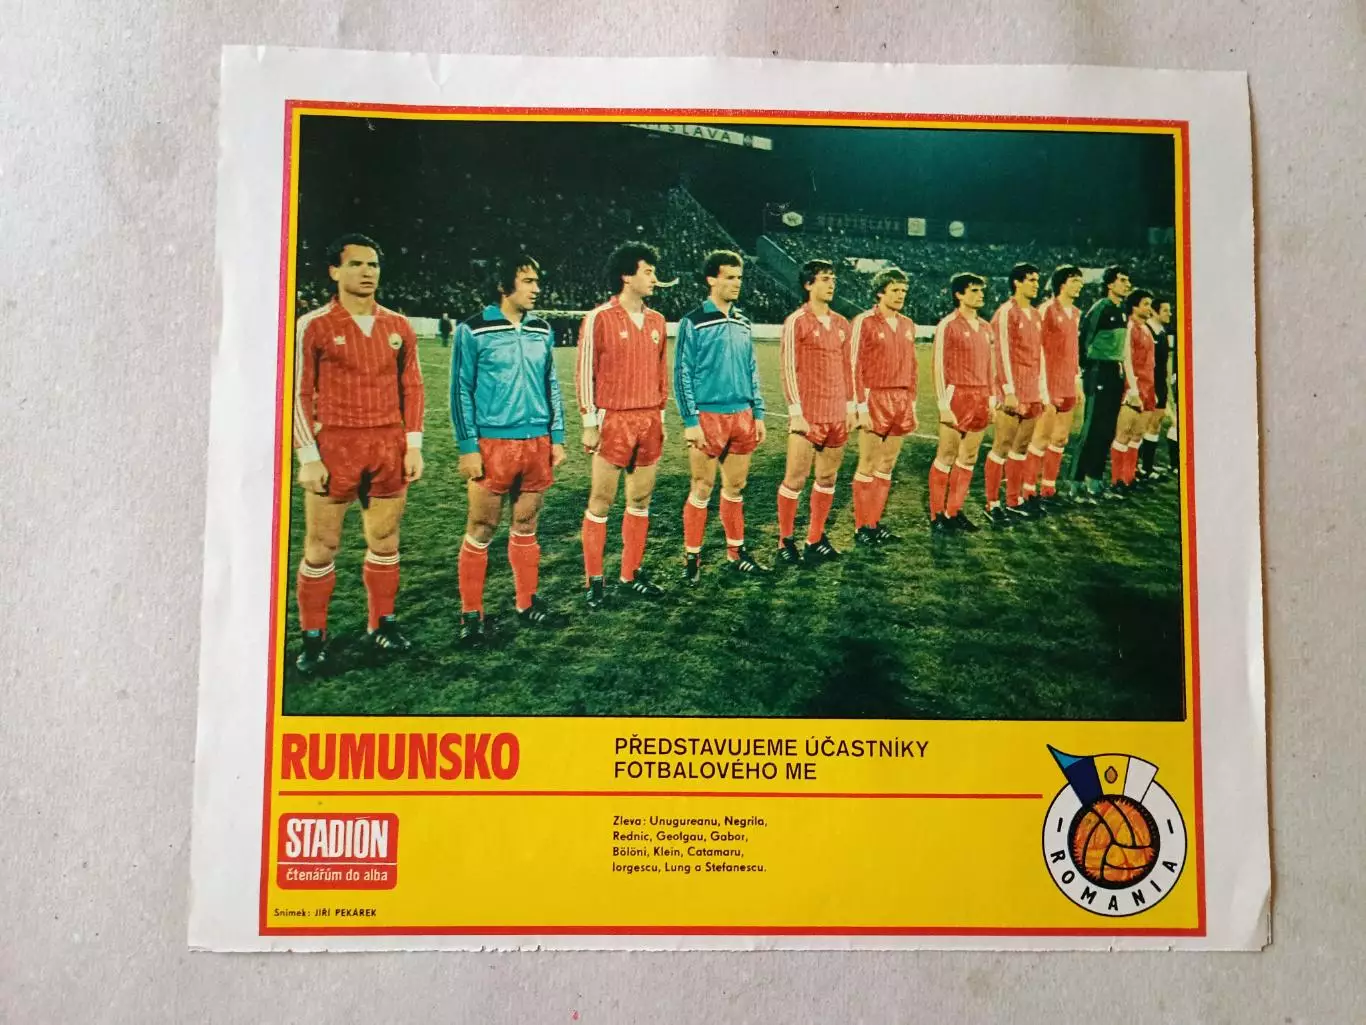 RUMUNSKO
PŘEDSTAVUJEME ÚČASTNÍKY
FOTBALOVÉHO ME
STADIÓN
čtenářům do alba
Zleva: Unugureanu, Negrila,
Rednic, Geolgau, Gabor,
Bölöni, Klein, Catamaru,
Iorgescu, Lung a Stefanescu.
Snímek: JIŘÍ PEKÁREK
ROMANIA